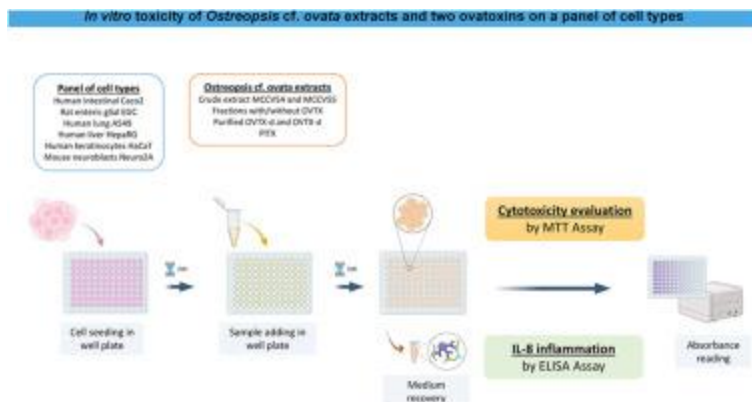 In vitro toxicity of Ostreopsis cf. ovata extracts and two ovatoxins on a panel of cell types
Panel of cell types
Human intestinal Caco2
Rat enteric glial EGC
Human lung A549
Human liver HepaRG
Human keratinocytes HaCaT
Mouse neuroblasts Neuro2A
Ostreopsis cf. ovata extracts
Crude extract MCCV54 and MCCV55
Fractions with/without OVTX
Purified OVTX-a and OVTX-d
PlTX
Cytotoxicity evaluation
by MTT Assay
Cell seeding in
well plate
Sample adding in
well plate
Medium
recovery
IL-8 inflammation
by ELISA Assay
Absorbance
reading